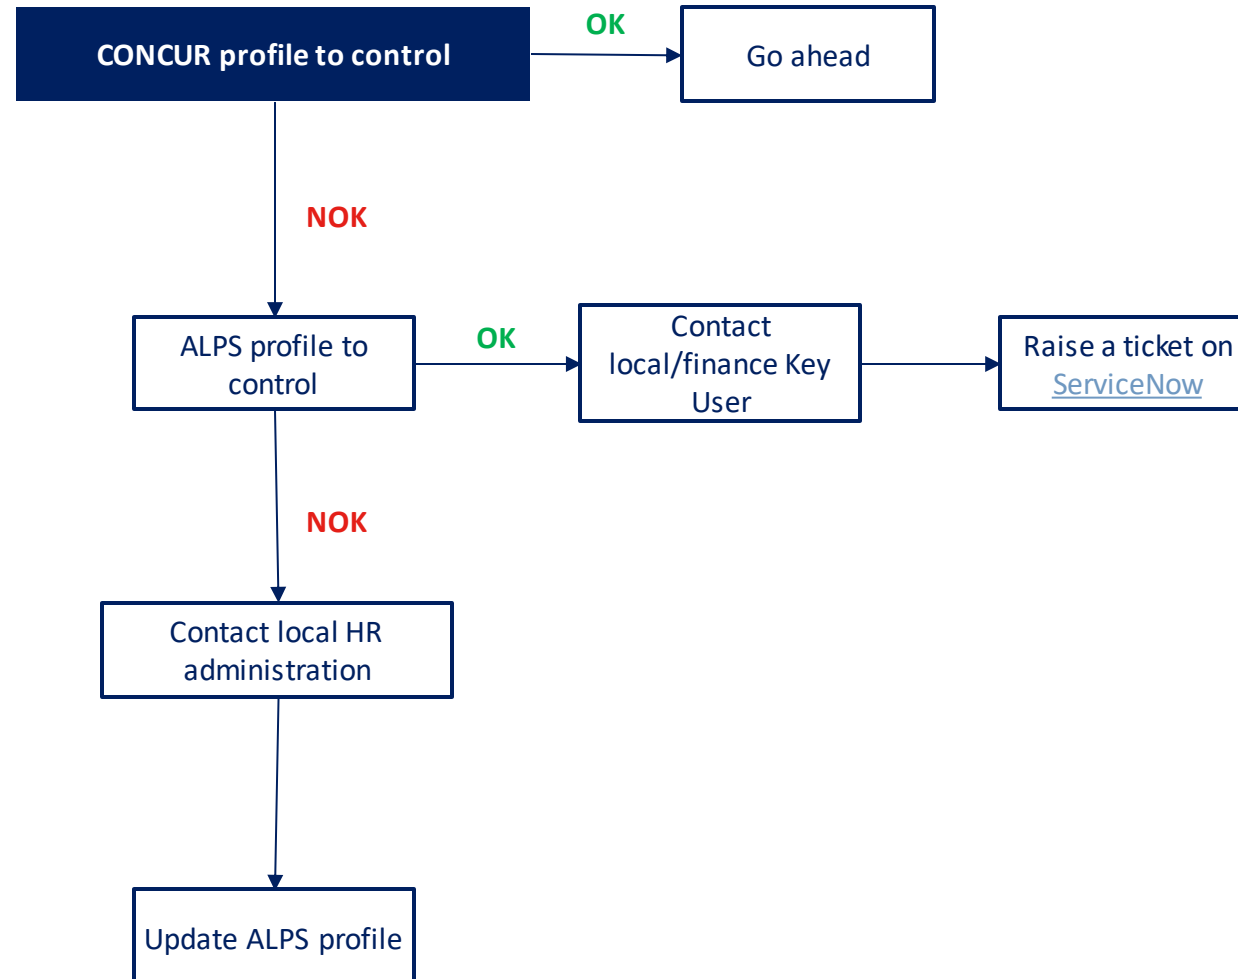 CONCUR profile to control
OK
Go ahead
NOK
ALPS profile to
control
OK
Contact
local/finance Key
User
Raise a ticket on
ServiceNow
NOK
Contact local HR
administration
Update ALPS profile